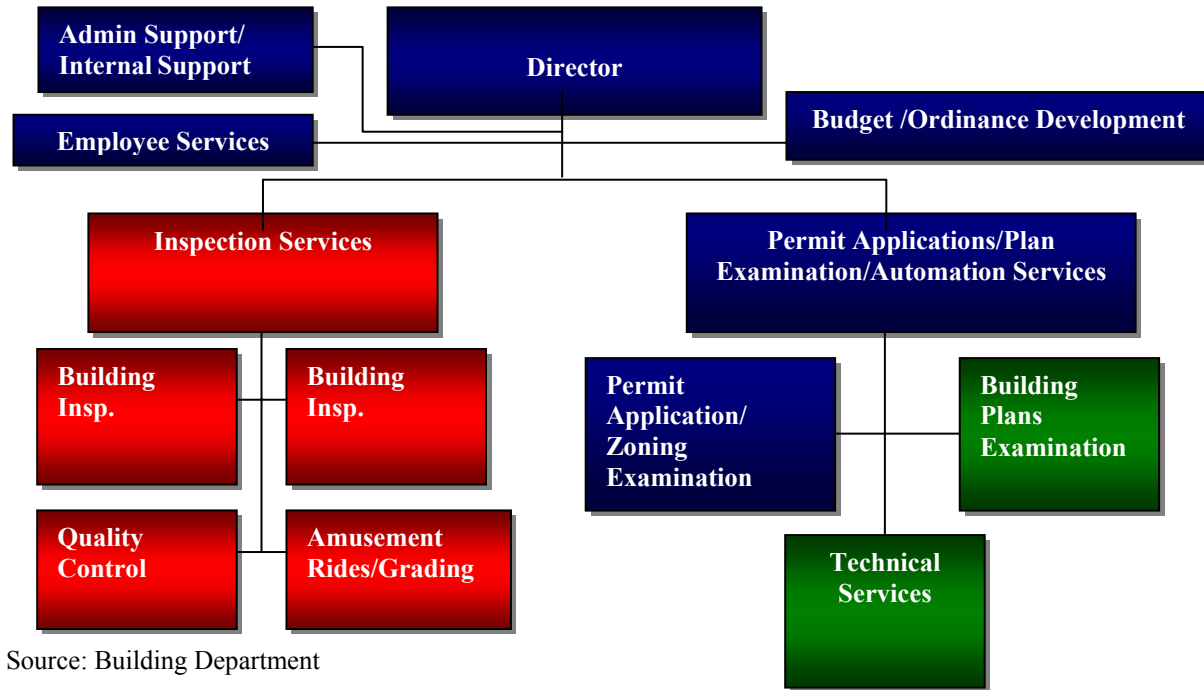 Admin Support/
Internal Support
Director
Employee Services
Budget /Ordinance Development
Inspection Services
Permit Applications/Plan
Examination/Automation Services
Building
Insp.
Building
Insp.
Permit
Application/
Zoning
Examination
Building
Plans
Examination
Quality
Control
Amusement
Rides/Grading
Technical
Services
Source: Building Department